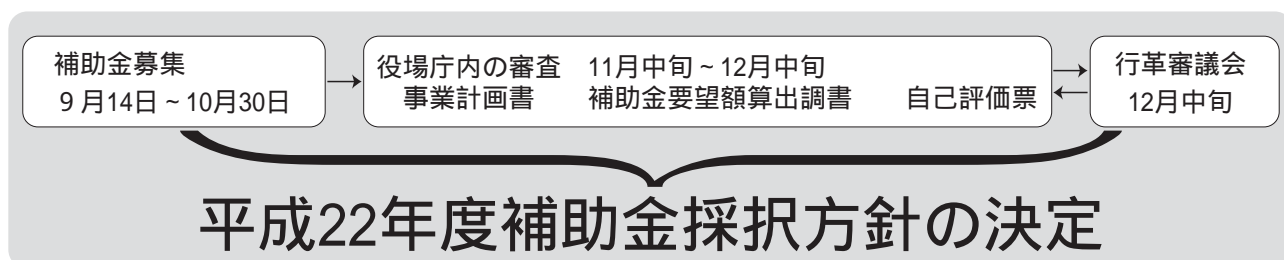 補助金募集
９月14日～10月30日
役場庁内の審査　11月中旬～12月中旬
事業計画書　補助金要望額算出調書　自己評価票
行革審議会
12月中旬
平成22年度補助金採択方針の決定